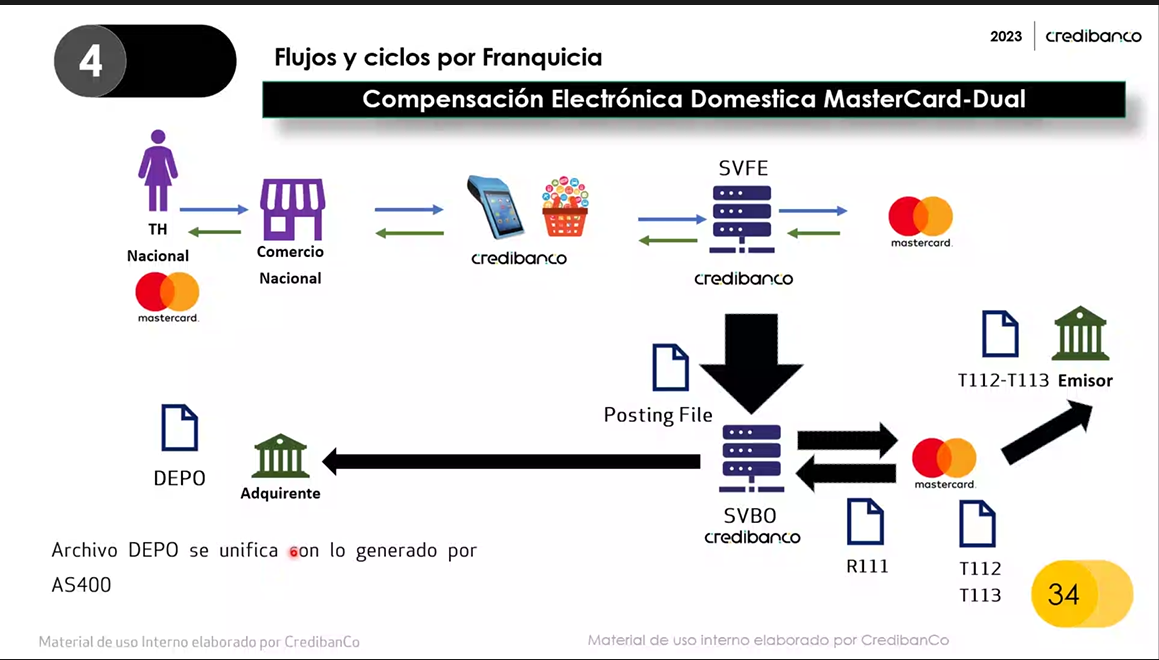 4
Flujos y ciclos por Franquicia
2023
credibanco
Compensación Electrónica Domestica MasterCard-Dual
TH
Nacional
mastercard.
Comercio
Nacional
credibanco
SVFE
credibanco
mastercard.
Posting File
T112-T113 Emisor
DEPO
Adquirente
SVBO
credibanco
mastercard.
R111
T112
T113
Archivo DEPO se unifica con lo generado por
AS400
34
Material de uso Interno elaborado por CredibanCo
Material de uso interno elaborado por CredibanCo